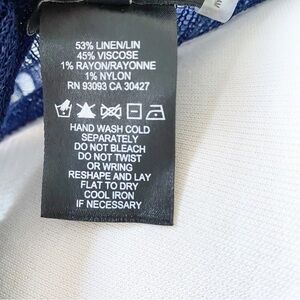 53% LINEN/LIN
45% VISCOSE
1% RAYON/RAYONNE
1% NYLON
RN 93093 CA 30427
HAND WASH COLD
SEPARATELY
DO NOT BLEACH
DO NOT TWIST
OR WRING
RESHAPE AND LAY
FLAT TO DRY
COOL IRON
IF NECESSARY